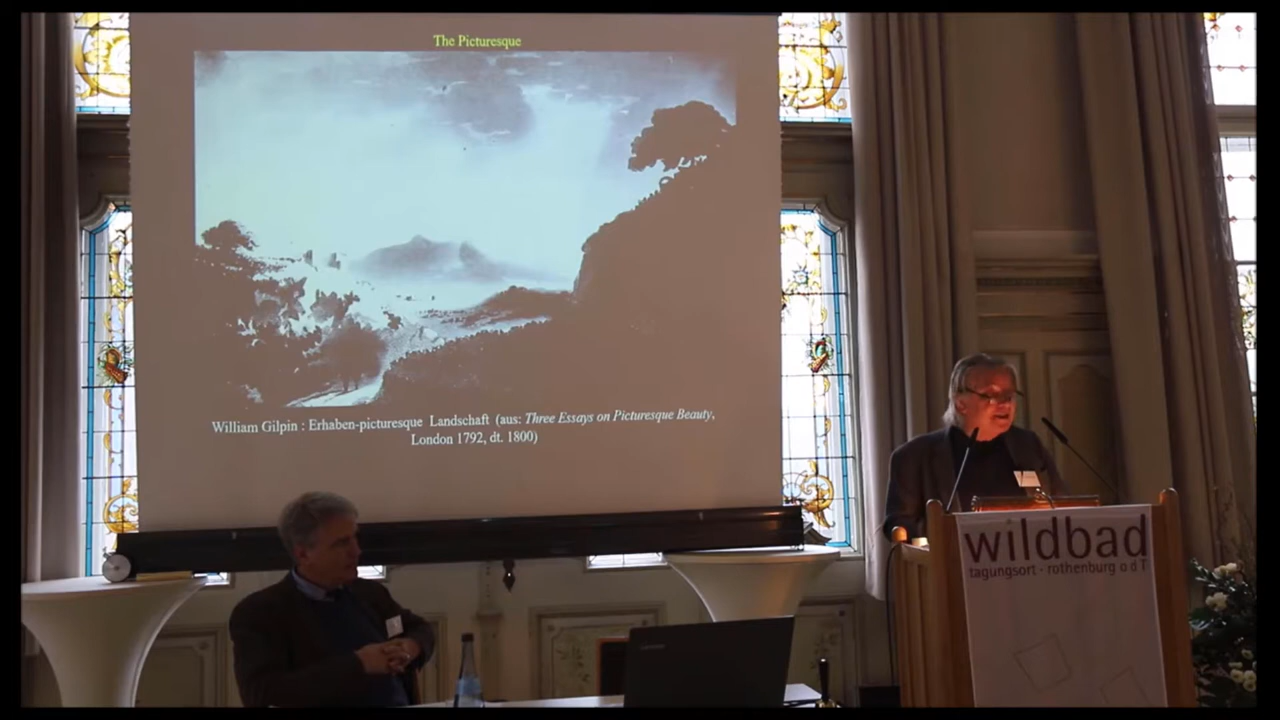 The Picturesque
William Gilpin : Erhaben-picturesque Landschaft (aus: Three Essays on Picturesque Beauty,
London 1792, dt. 1800)
wildbad
tagungsort - rothenburg o d T